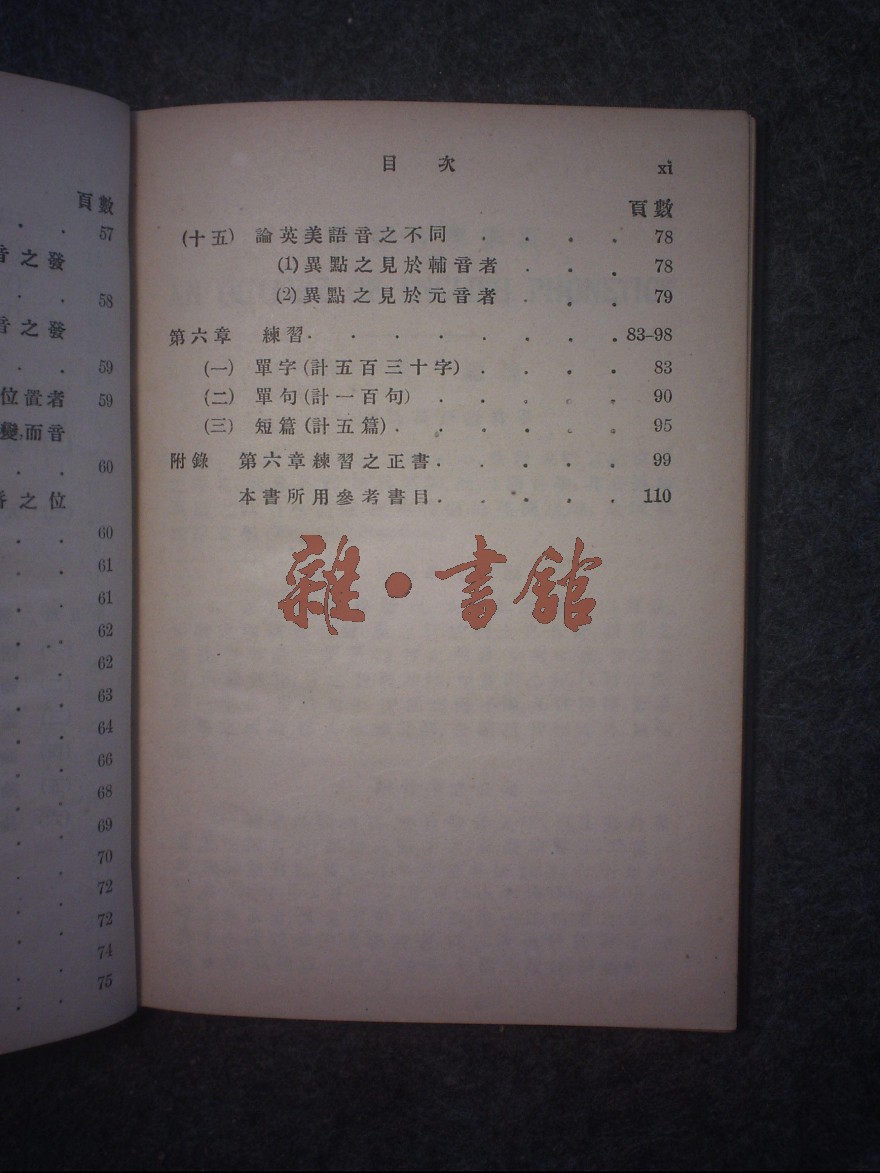 頁數
57
音之發
58
音之發
59
位置者 59
變而音
60
之位
60
61
61
62
62
63
64
66
68
69
70
72
73
74
75
目 次 xi
頁數
(十五) 論英美語音之不同 . . . . . 78
(1) 異點之見於輔音者 . . . . 78
(2) 異點之見於元音者 . . . 79
第六章 練習 . . . . . . . . 83–98
(一) 單字(計五百三十字) . . . . 83
(二) 單句(計一百句) . . . . . 90
(三) 短篇(計五篇) . . . . . . 95
附錄 第六章練習之正書 . . . . . 99
本書所用參考書目 . . . . . 110
雜·書館